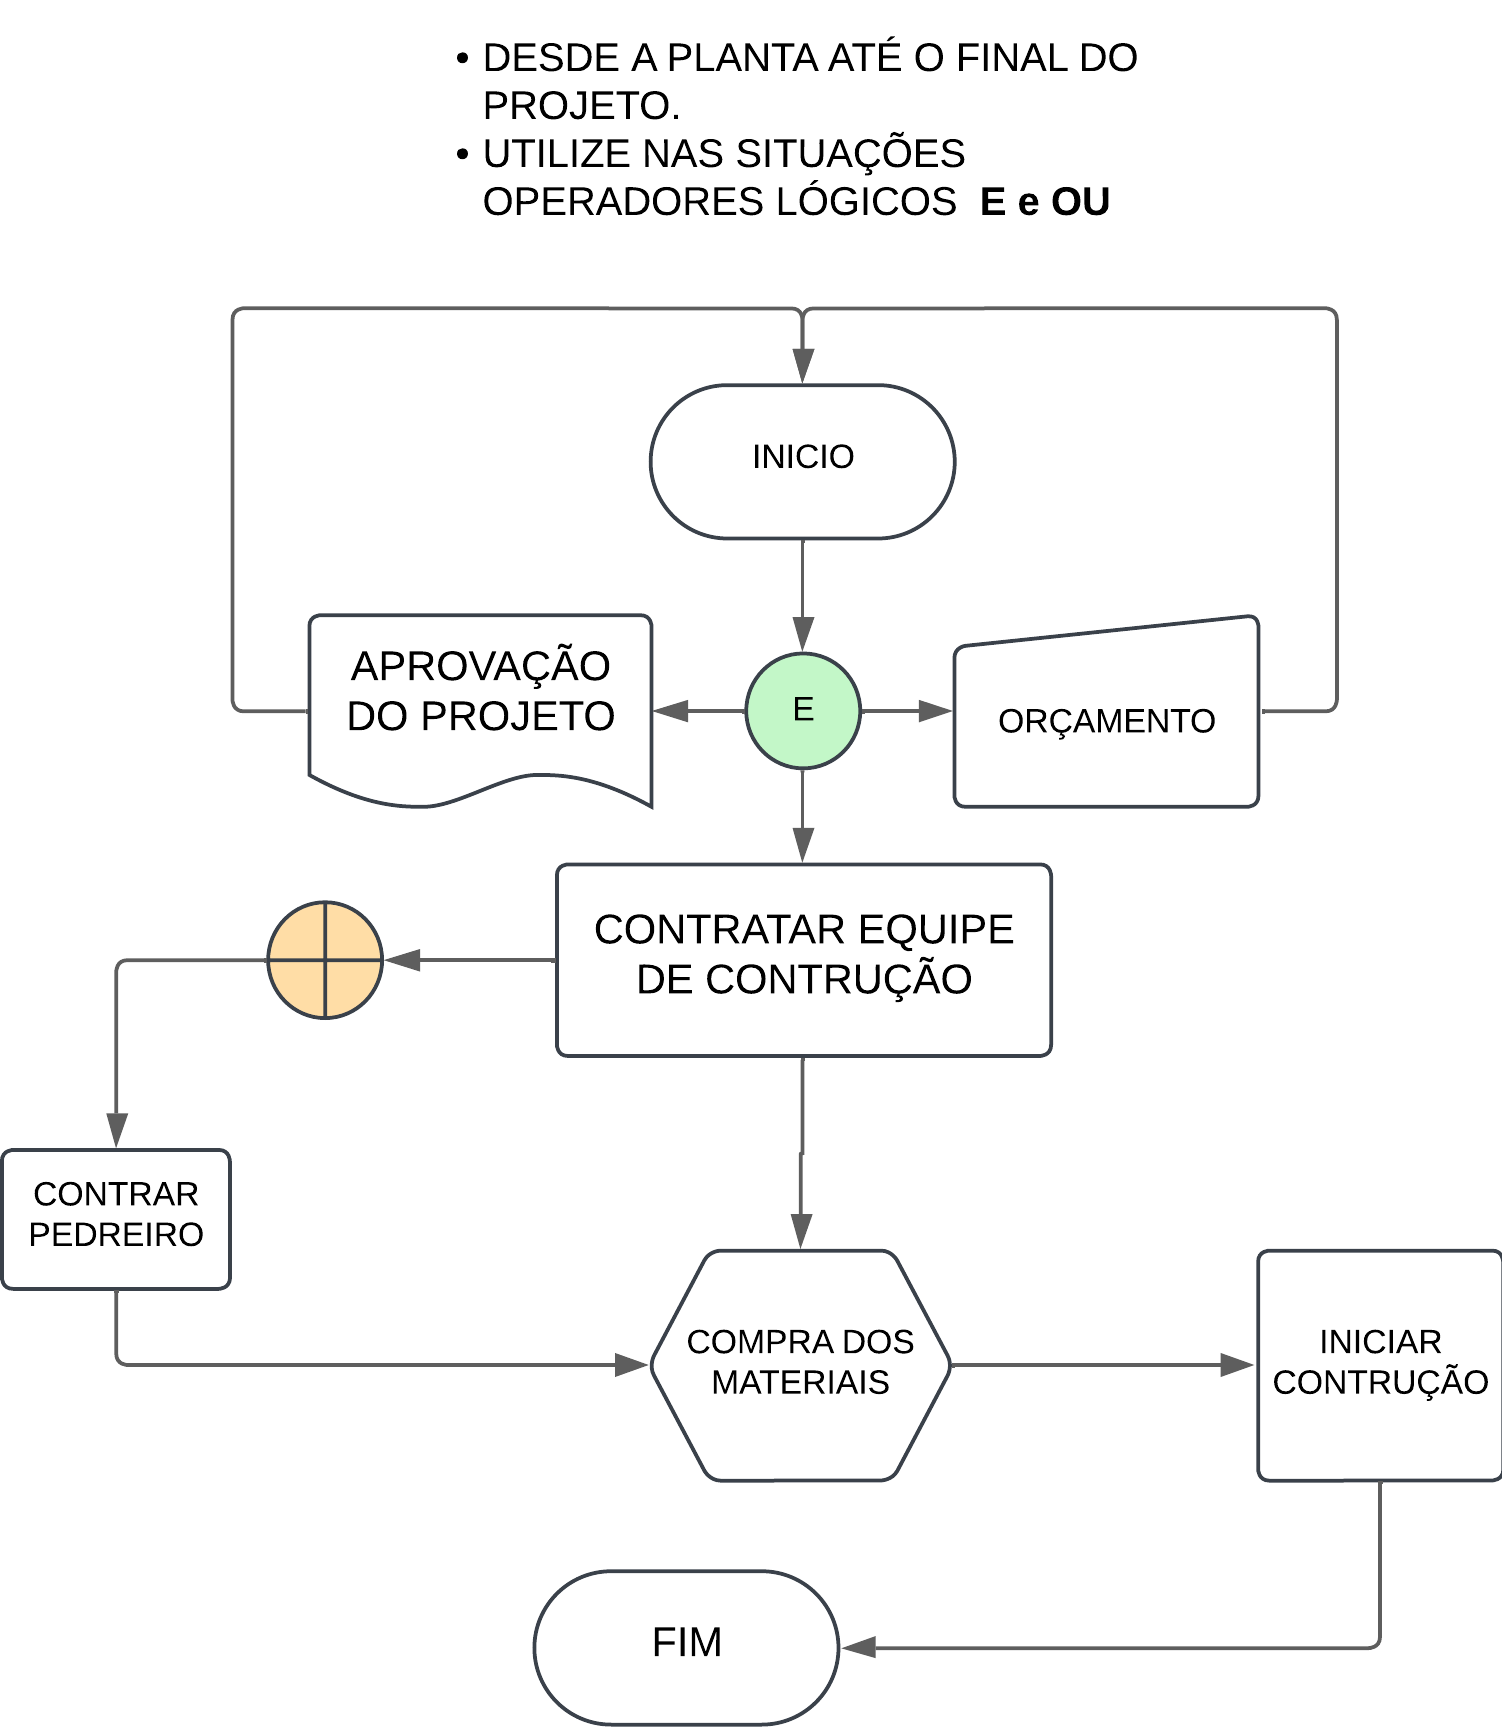 • DESDE A PLANTA ATÉ O FINAL DO
PROJETO.
• UTILIZE NAS SITUAÇÕES
OPERADORES LÓGICOS E e OU
INICIO
APROVAÇÃO
DO PROJETO
E
ORÇAMENTO
CONTRATAR EQUIPE
DE CONTRUÇÃO
CONTRAR
PEDREIRO
COMPRA DOS
MATERIAIS
INICIAR
CONTRUÇÃO
FIM